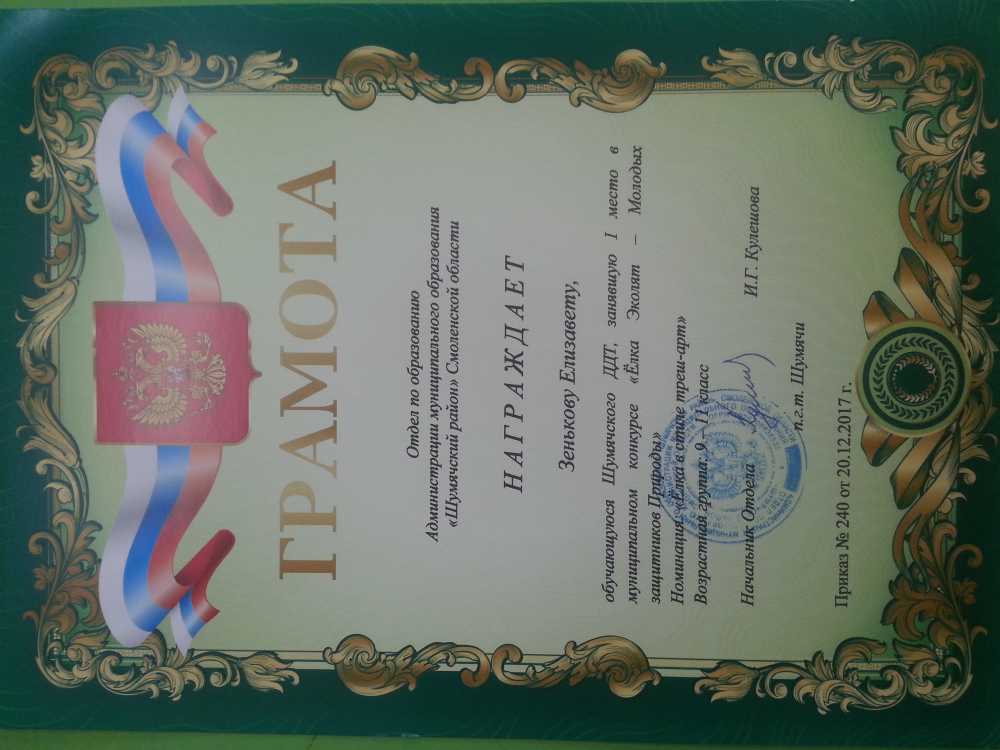 ГРАМОТА
Отдел по образованию
Администрации муниципального образования
«Шумячский район» Смоленской области
НАГРАЖДАЕТ
Зенькову Елизавету,
обучающуюся Шумячского ДДТ, занявшую I место в
муниципальном конкурсе «Ёлка Эколят – Молодых
защитников Природы»
Номинация: «Ёлка в стиле треш-арт»
Возрастная группа: 9 – 11 класс
Начальник Отдела И.Г. Кулешова
п.г.т. Шумячи
Приказ № 240 от 20.12.2017 г.